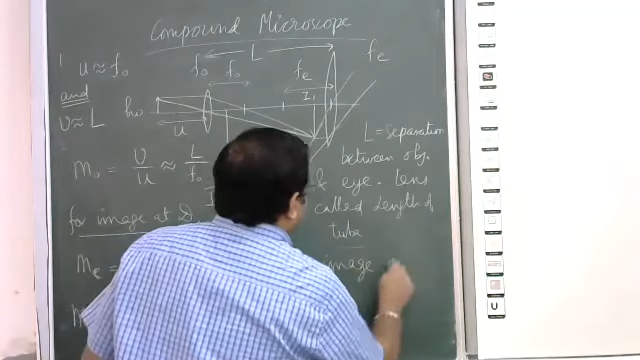 Compound Microscope
L
u ≈ f₀
f₀
f₀
fₑ
fₑ
and
I₁
h₀
u
v ≈ L
L = separation
between obj.
m₀ = v/u ≈ L/f₀
f eye. lens
for image at D
called length of
tube
mₑ =
image